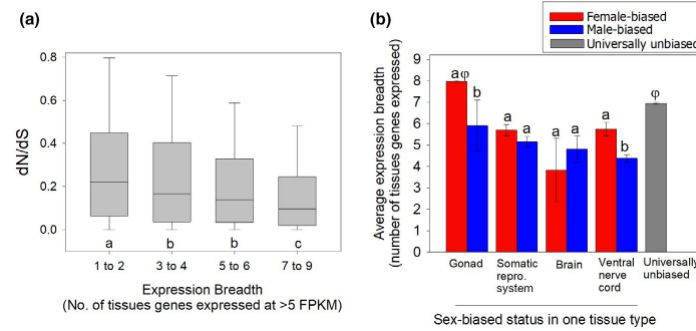 (a)
0.8
0.6
0.4
0.2
0.0
dN/dS
a
b
b
c
1 to 2
3 to 4
5 to 6
7 to 9
Expression Breadth
(No. of tissues genes expressed at >5 FPKM)
(b)
Female-biased
Male-biased
Universally unbiased
Average expression breadth
(number of tissues genes expressed)
9
8
7
6
5
4
3
2
1
0
aφ
b
a
a
a
a
a
b
φ
Gonad
Somatic
repro.
system
Brain
Ventral
nerve
cord
Universally
unbiased
Sex-biased status in one tissue type